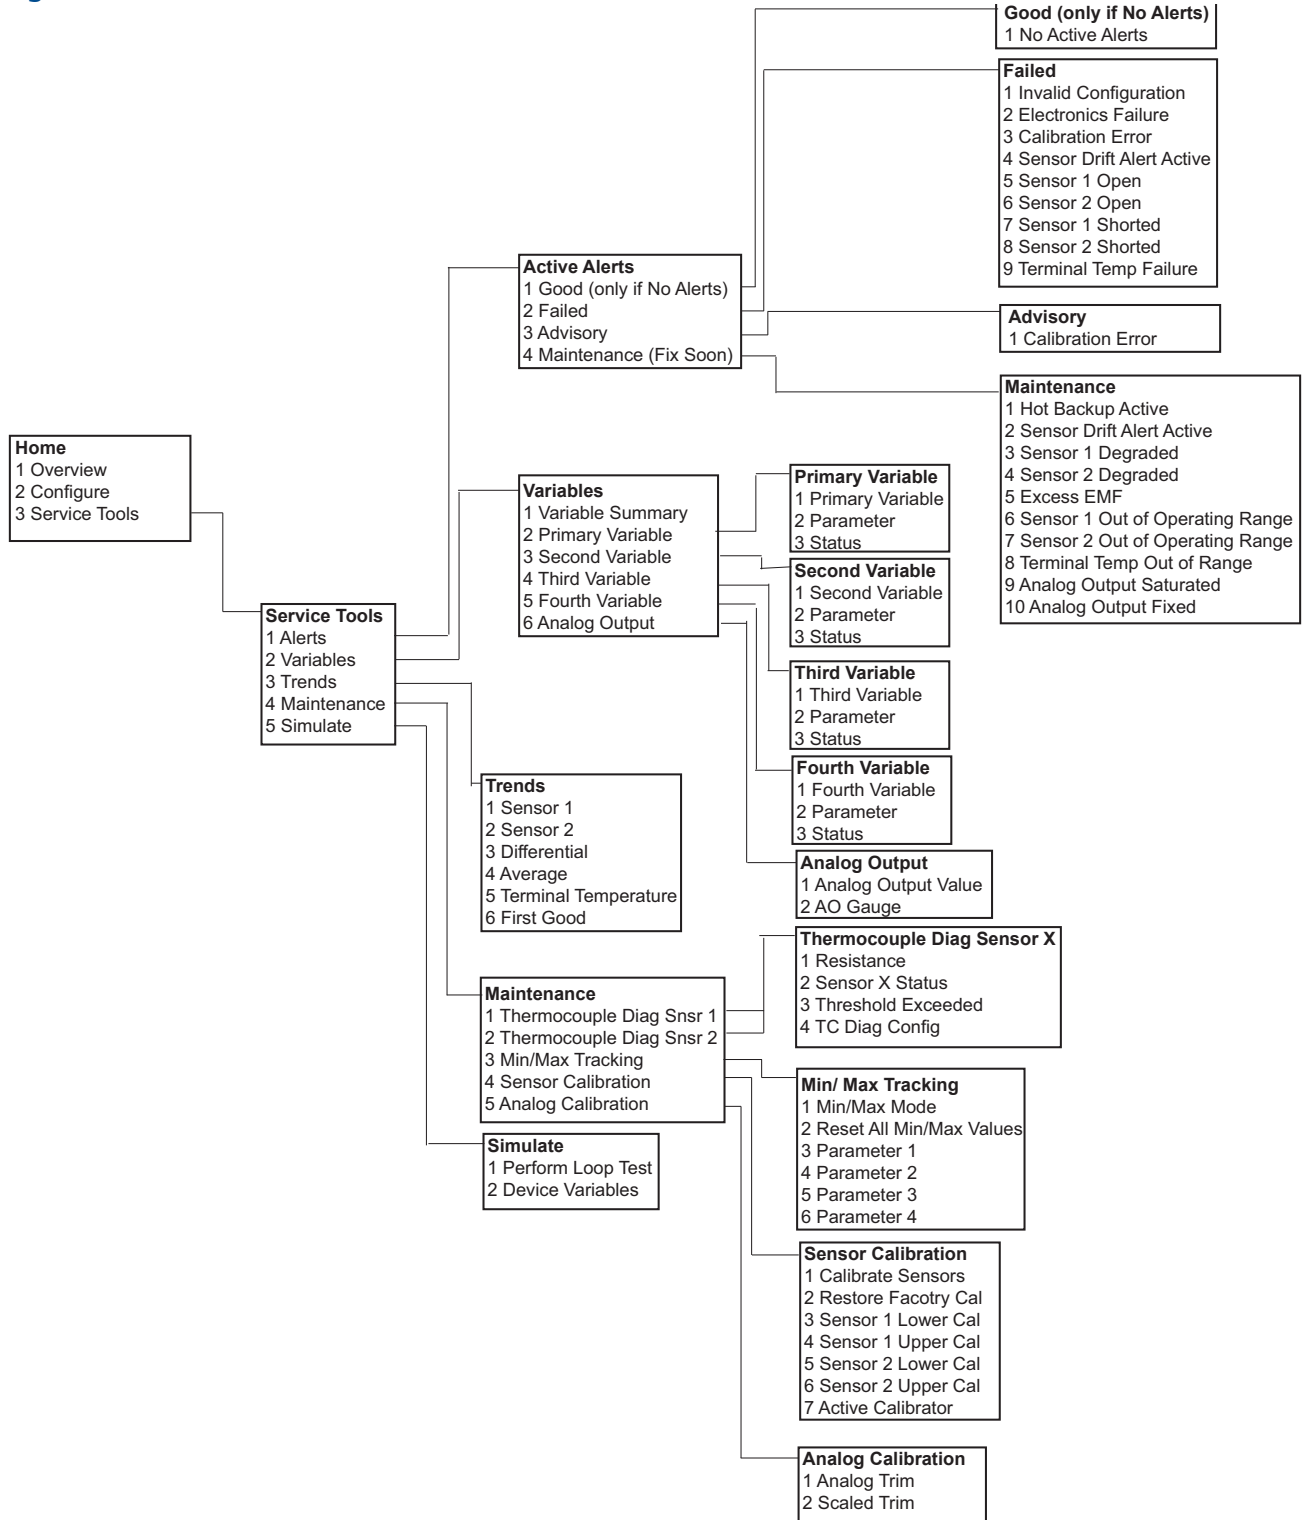 Home
1 Overview
2 Configure
3 Service Tools
Service Tools
1 Alerts
2 Variables
3 Trends
4 Maintenance
5 Simulate
Active Alerts
1 Good (only if No Alerts)
2 Failed
3 Advisory
4 Maintenance (Fix Soon)
Good (only if No Alerts)
1 No Active Alerts
Failed
1 Invalid Configuration
2 Electronics Failure
3 Calibration Error
4 Sensor Drift Alert Active
5 Sensor 1 Open
6 Sensor 2 Open
7 Sensor 1 Shorted
8 Sensor 2 Shorted
9 Terminal Temp Failure
Advisory
1 Calibration Error
Maintenance
1 Hot Backup Active
2 Sensor Drift Alert Active
3 Sensor 1 Degraded
4 Sensor 2 Degraded
5 Excess EMF
6 Sensor 1 Out of Operating Range
7 Sensor 2 Out of Operating Range
8 Terminal Temp Out of Range
9 Analog Output Saturated
10 Analog Output Fixed
Variables
1 Variable Summary
2 Primary Variable
3 Second Variable
4 Third Variable
5 Fourth Variable
6 Analog Output
Primary Variable
1 Primary Variable
2 Parameter
3 Status
Second Variable
1 Second Variable
2 Parameter
3 Status
Third Variable
1 Third Variable
2 Parameter
3 Status
Fourth Variable
1 Fourth Variable
2 Parameter
3 Status
Analog Output
1 Analog Output Value
2 AO Gauge
Trends
1 Sensor 1
2 Sensor 2
3 Differential
4 Average
5 Terminal Temperature
6 First Good
Maintenance
1 Thermocouple Diag Snsr 1
2 Thermocouple Diag Snsr 2
3 Min/Max Tracking
4 Sensor Calibration
5 Analog Calibration
Thermocouple Diag Sensor X
1 Resistance
2 Sensor X Status
3 Threshold Exceeded
4 TC Diag Config
Min/ Max Tracking
1 Min/Max Mode
2 Reset All Min/Max Values
3 Parameter 1
4 Parameter 2
5 Parameter 3
6 Parameter 4
Sensor Calibration
1 Calibrate Sensors
2 Restore Facotry Cal
3 Sensor 1 Lower Cal
4 Sensor 1 Upper Cal
5 Sensor 2 Lower Cal
6 Sensor 2 Upper Cal
7 Active Calibrator
Analog Calibration
1 Analog Trim
2 Scaled Trim
Simulate
1 Perform Loop Test
2 Device Variables